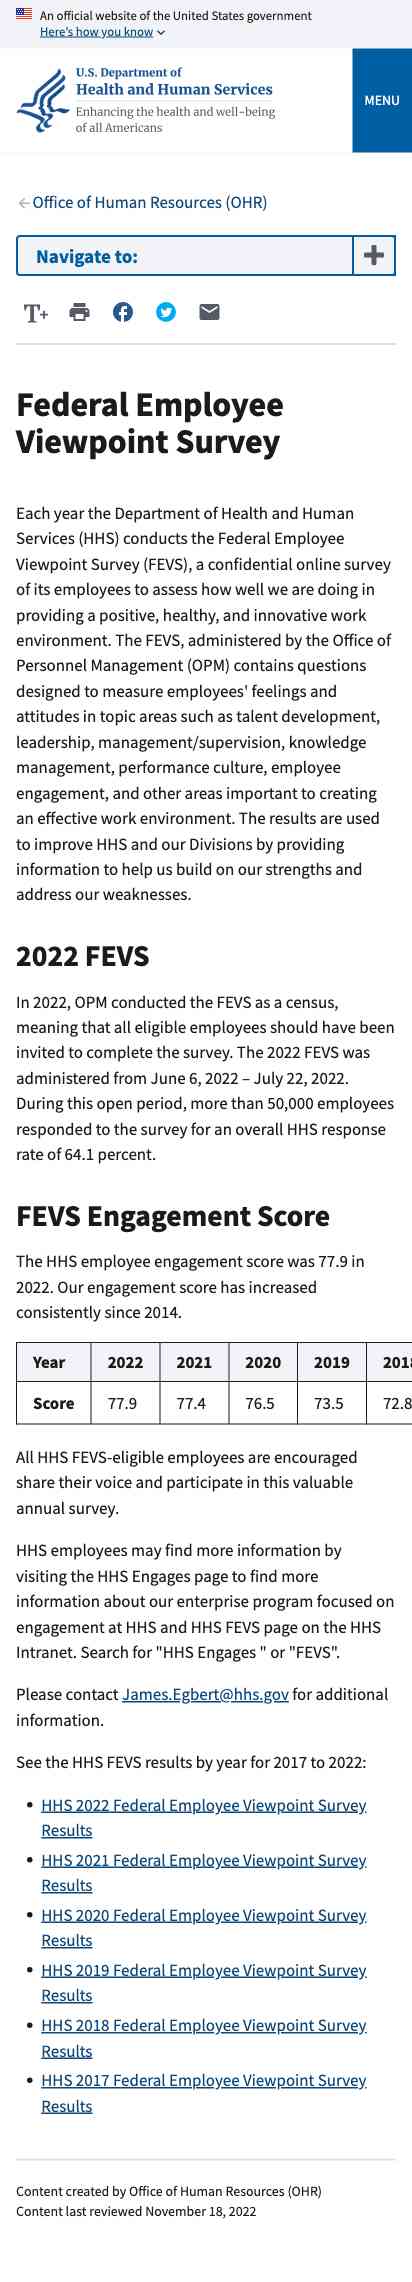 An official website of the United States government
Here's how you know
U.S. Department of
Health and Human Services
Enhancing the health and well-being
of all Americans
MENU
Office of Human Resources (OHR)
Navigate to:
T+
Federal Employee
Viewpoint Survey
Each year the Department of Health and Human
Services (HHS) conducts the Federal Employee
Viewpoint Survey (FEVS), a confidential online survey
of its employees to assess how well we are doing in
providing a positive, healthy, and innovative work
environment. The FEVS, administered by the Office of
Personnel Management (OPM) contains questions
designed to measure employees' feelings and
attitudes in topic areas such as talent development,
leadership, management/supervision, knowledge
management, performance culture, employee
engagement, and other areas important to creating
an effective work environment. The results are used
to improve HHS and our Divisions by providing
information to help us build on our strengths and
address our weaknesses.
2022 FEVS
In 2022, OPM conducted the FEVS as a census,
meaning that all eligible employees should have been
invited to complete the survey. The 2022 FEVS was
administered from June 6, 2022 – July 22, 2022.
During this open period, more than 50,000 employees
responded to the survey for an overall HHS response
rate of 64.1 percent.
FEVS Engagement Score
The HHS employee engagement score was 77.9 in
2022. Our engagement score has increased
consistently since 2014.
Year 2022 2021 2020 2019
Score 77.9 77.4 76.5 73.5 72.8
All HHS FEVS-eligible employees are encouraged
share their voice and participate in this valuable
annual survey.
HHS employees may find more information by
visiting the HHS Engages page to find more
information about our enterprise program focused on
engagement at HHS and HHS FEVS page on the HHS
Intranet. Search for "HHS Engages " or "FEVS".
Please contact James.Egbert@hhs.gov for additional
information.
See the HHS FEVS results by year for 2017 to 2022:
HHS 2022 Federal Employee Viewpoint Survey
Results
HHS 2021 Federal Employee Viewpoint Survey
Results
HHS 2020 Federal Employee Viewpoint Survey
Results
HHS 2019 Federal Employee Viewpoint Survey
Results
HHS 2018 Federal Employee Viewpoint Survey
Results
HHS 2017 Federal Employee Viewpoint Survey
Results
Content created by Office of Human Resources (OHR)
Content last reviewed November 18, 2022